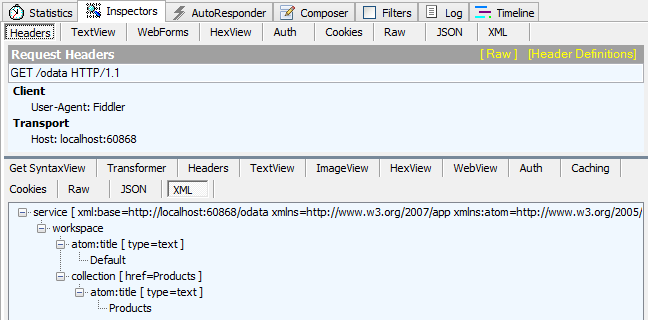 Statistics Inspectors AutoResponder Composer Filters Log Timeline
Headers TextView WebForms HexView Auth Cookies Raw JSON XML
Request Headers [ Raw ] [Header Definitions]
GET /odata HTTP/1.1
Client
User-Agent: Fiddler
Transport
Host: localhost:60868
Get SyntaxView Transformer Headers TextView ImageView HexView WebView Auth Caching
Cookies Raw JSON XML
service [ xml:base=http://localhost:60868/odata xmlns=http://www.w3.org/2007/app xmlns:atom=http://www.w3.org/2005/
workspace
atom:title [ type=text ]
Default
collection [ href=Products ]
atom:title [ type=text ]
Products